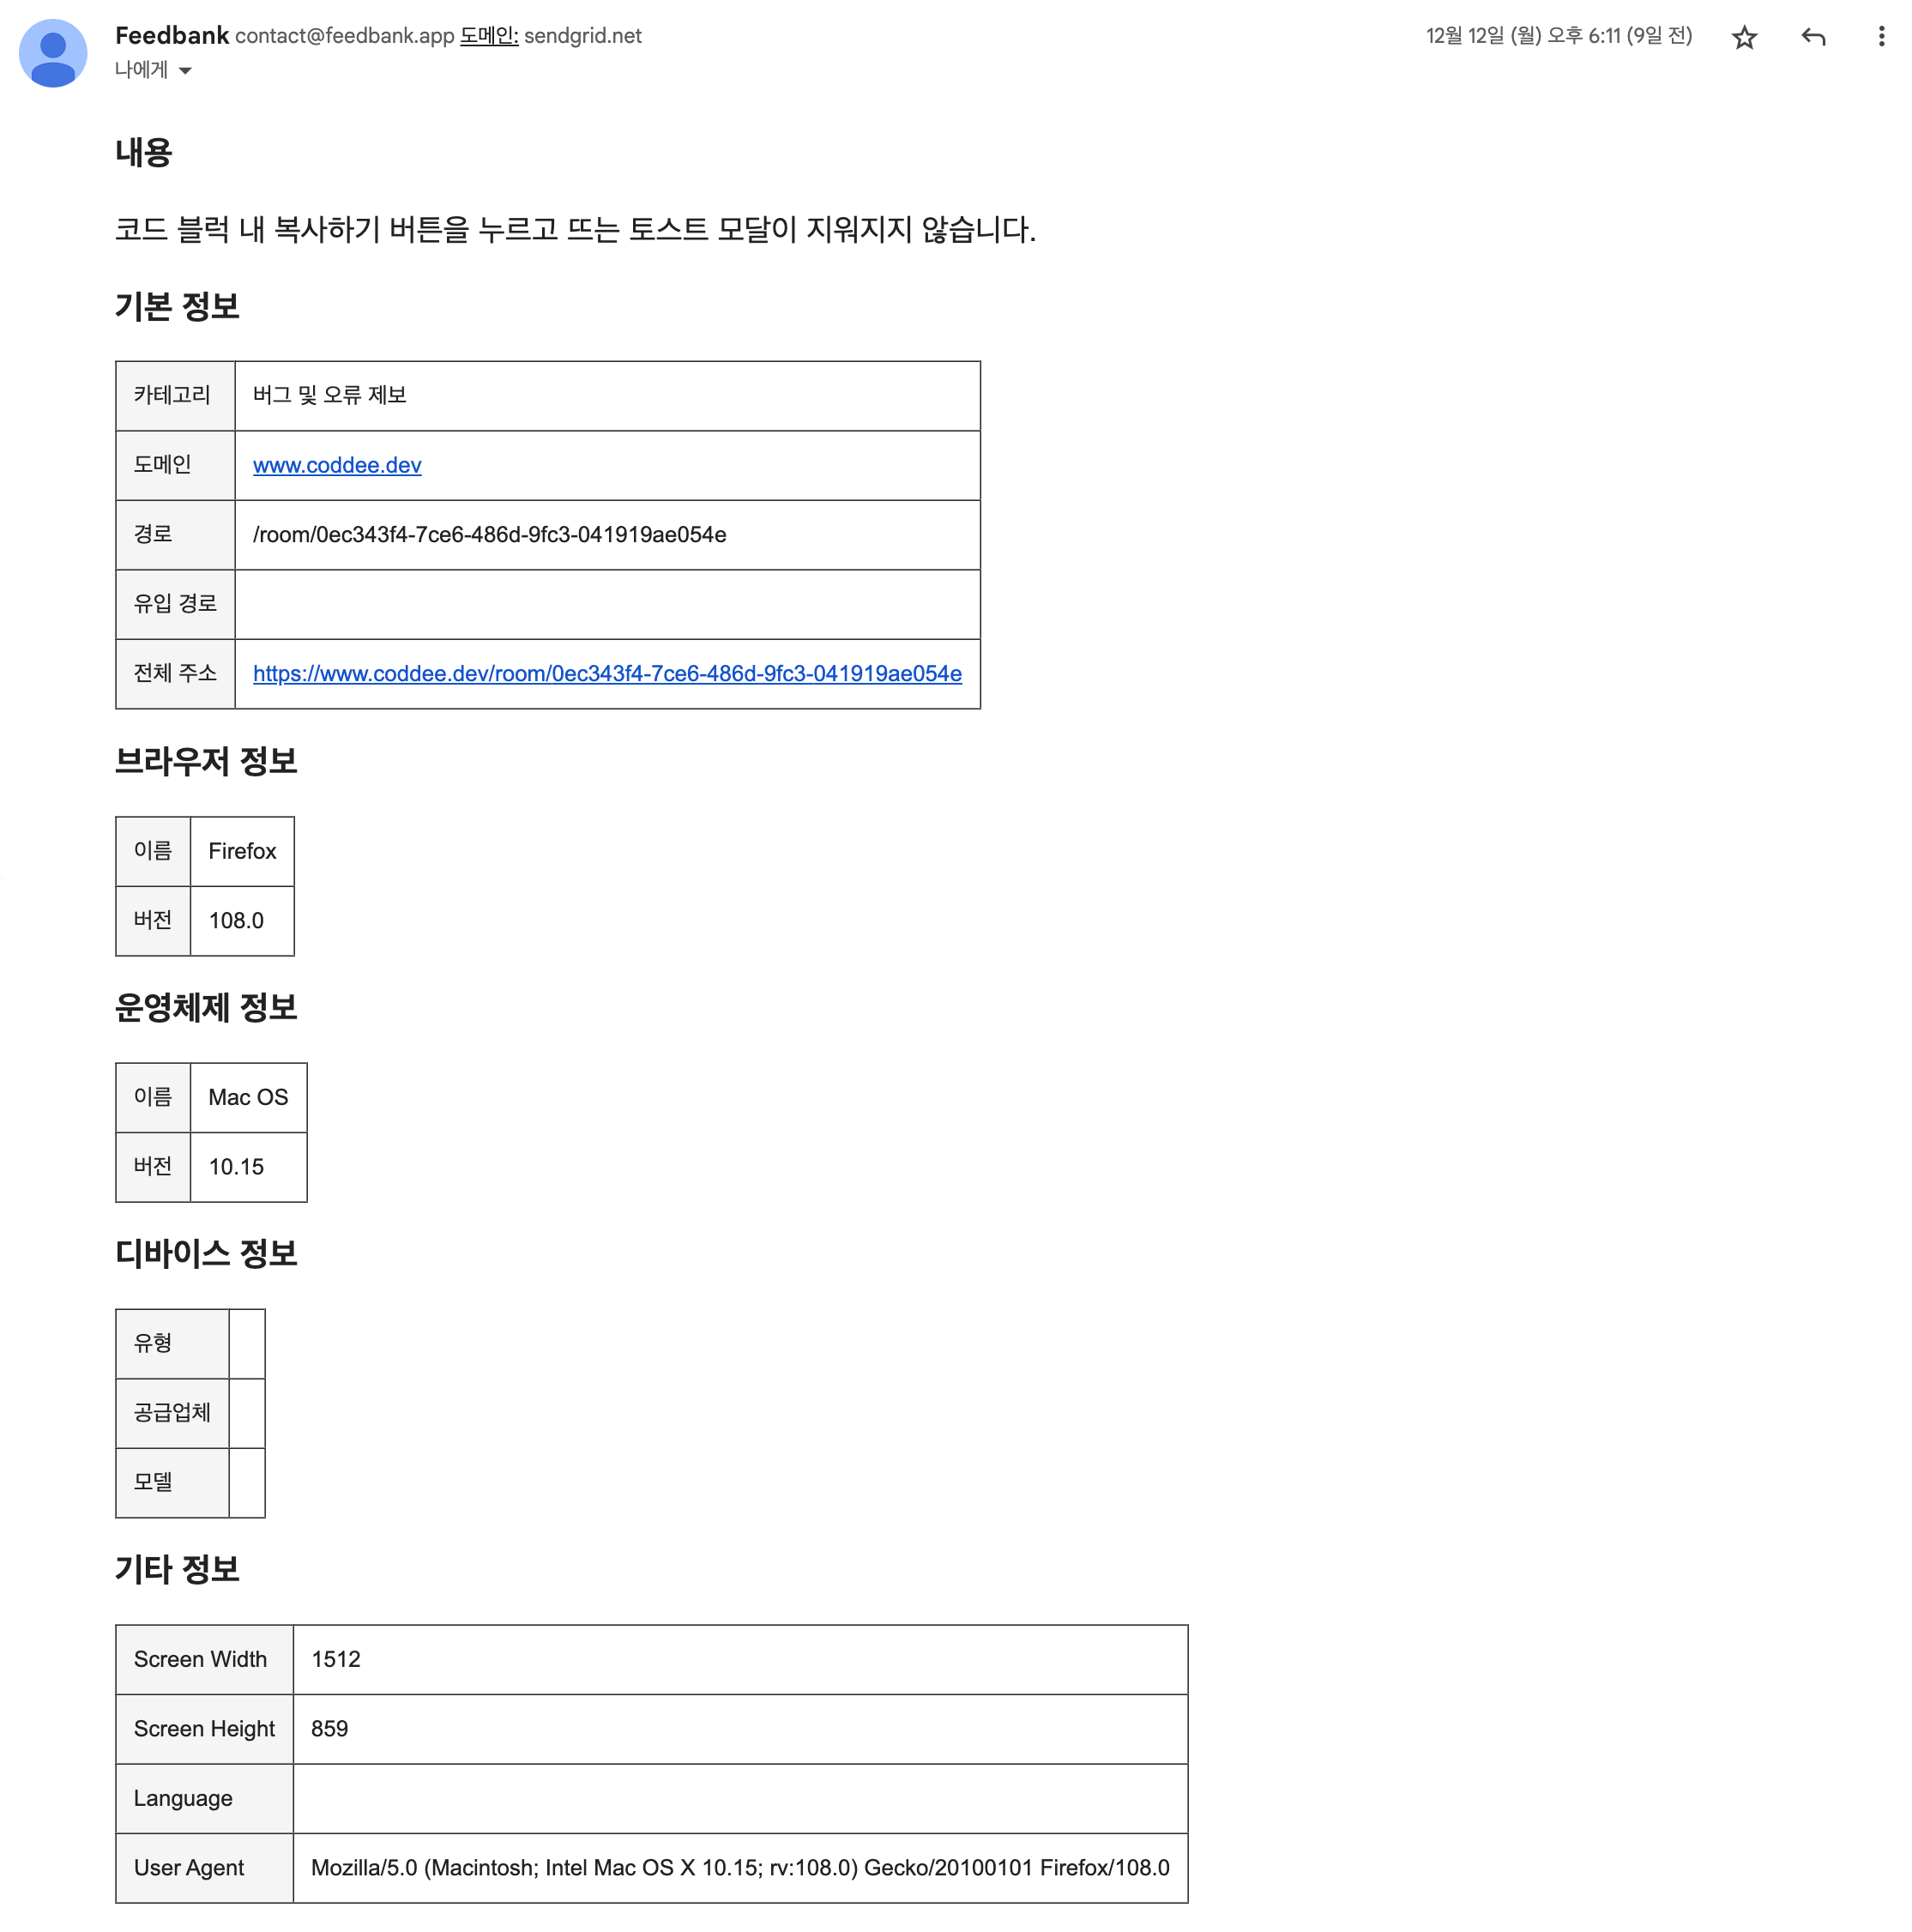 Feedbank contact@feedbank.app 도메인: sendgrid.net
12월 12일 (월) 오후 6:11 (9일 전)
나에게
내용
코드 블럭 내 복사하기 버튼을 누르고 뜨는 토스트 모달이 지워지지 않습니다.
기본 정보
카테고리 버그 및 오류 제보
도메인 www.coddee.dev
경로 /room/0ec343f4-7ce6-486d-9fc3-041919ae054e
유입 경로
전체 주소 https://www.coddee.dev/room/0ec343f4-7ce6-486d-9fc3-041919ae054e
브라우저 정보
이름 Firefox
버전 108.0
운영체제 정보
이름 Mac OS
버전 10.15
디바이스 정보
유형
공급업체
모델
기타 정보
Screen Width 1512
Screen Height 859
Language
User Agent Mozilla/5.0 (Macintosh; Intel Mac OS X 10.15; rv:108.0) Gecko/20100101 Firefox/108.0